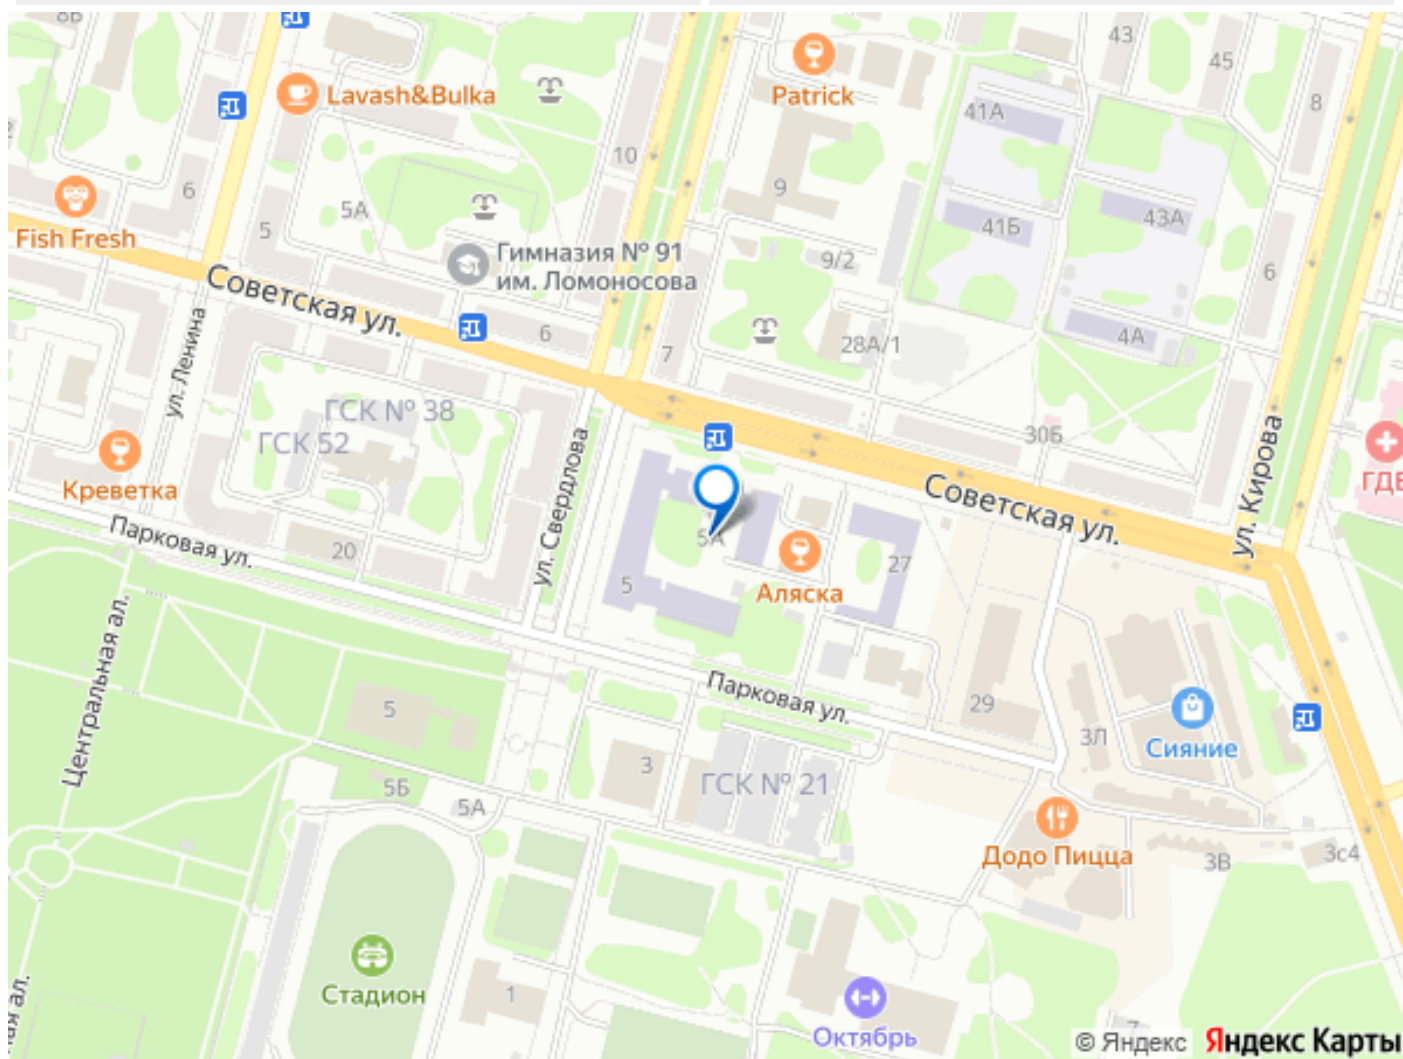 8Б
43
45
8
Lavash&Bulka
Patrick
41А
10
9
6
5А
5
Fish Fresh
Гимназия № 91
им. Ломоносова
41Б
43А
9/2
6
Советская ул.
6
7
28А/1
4А
ул. Ленина
ГСК № 38
ГСК 52
30Б
ул. Кирова
Креветка
ул. Свердлова
Советская ул.
Парковая ул.
20
5А
5
Аляска
27
Центральная ал.
Парковая ул.
5
29
3Л
Сияние
3
ГСК № 21
5Б
5А
Додо Пицца
3В
3с4
Стадион
1
Октябрь
7
© Яндекс Яндекс Карты